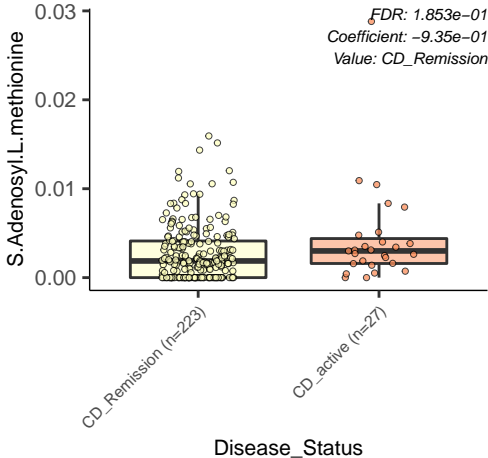 FDR: 1.853e−01
Coefficient: −9.35e−01
Value: CD_Remission
S.Adenosyl.L.methionine
0.03
0.02
0.01
0.00
CD_Remission (n=223)
CD_active (n=27)
Disease_Status